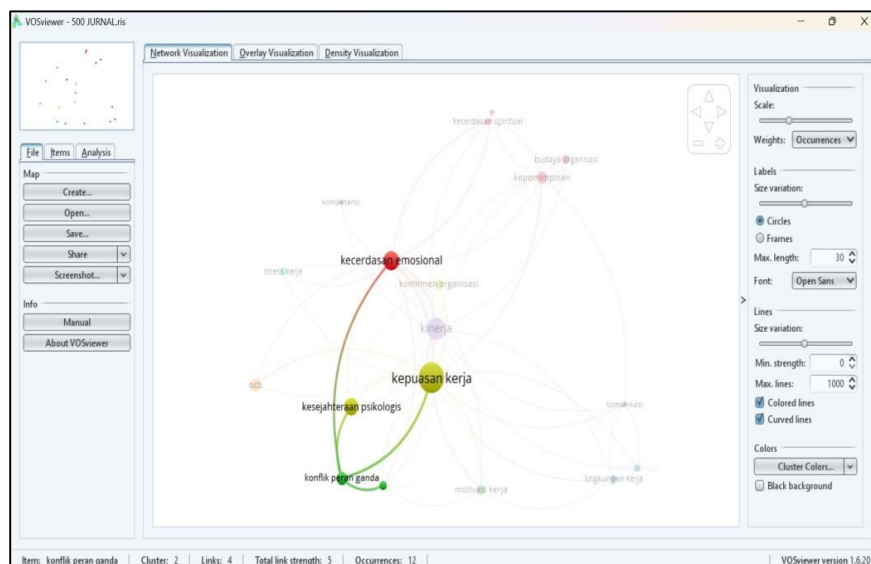 VOSviewer - 500 JURNAL.ris
Network Visualization Overlay Visualization Density Visualization
File Items Analysis
Map
Create...
Open...
Save...
Share
Screenshot...
Info
Manual
About VOSviewer
kecerdasan spiritual
budaya organisasi
kepemimpinan
kompetensi
kecerdasan emosional
stres kerja
komitmen organisasi
kinerja
kepuasan kerja
ocb
kesejahteraan psikologis
komunikasi
konflik peran ganda
motivasi kerja
lingkungan kerja
Visualization
Scale:
Weights: Occurrences
Labels
Size variation:
Circles
Frames
Max. length: 30
Font: Open Sans
Lines
Size variation:
Min. strength: 0
Max. lines: 1000
Colored lines
Curved lines
Colors
Cluster Colors...
Black background
Item: konflik peran ganda Cluster: 2 Links: 4 Total link strength: 5 Occurrences: 12 VOSviewer version 1.6.20